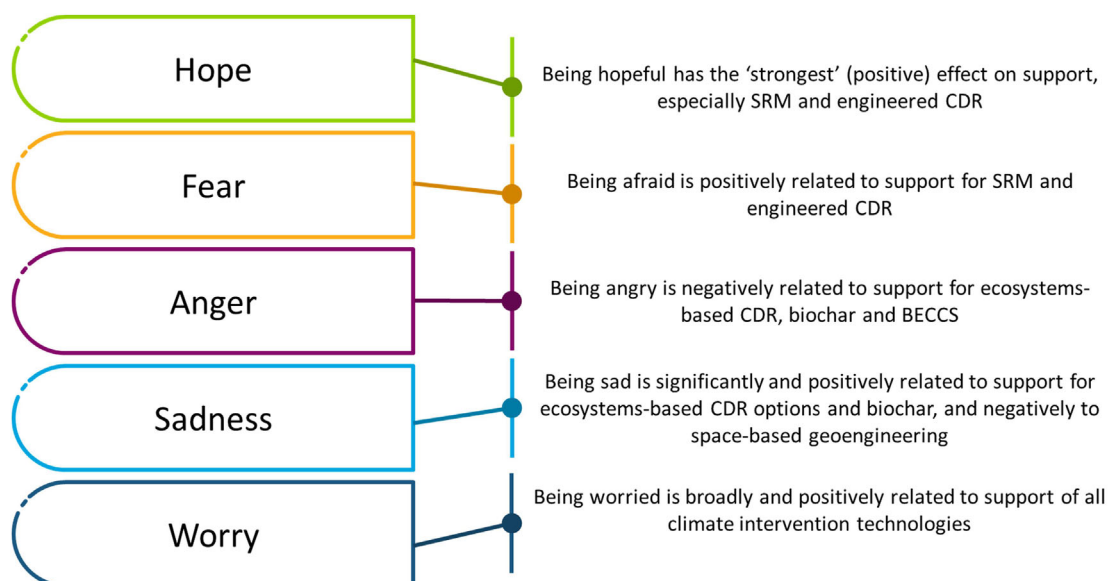 Hope
Being hopeful has the ‘strongest’ (positive) effect on support,
especially SRM and engineered CDR
Fear
Being afraid is positively related to support for SRM and
engineered CDR
Anger
Being angry is negatively related to support for ecosystems-
based CDR, biochar and BECCS
Sadness
Being sad is significantly and positively related to support for
ecosystems-based CDR options and biochar, and negatively to
space-based geoengineering
Worry
Being worried is broadly and positively related to support of all
climate intervention technologies